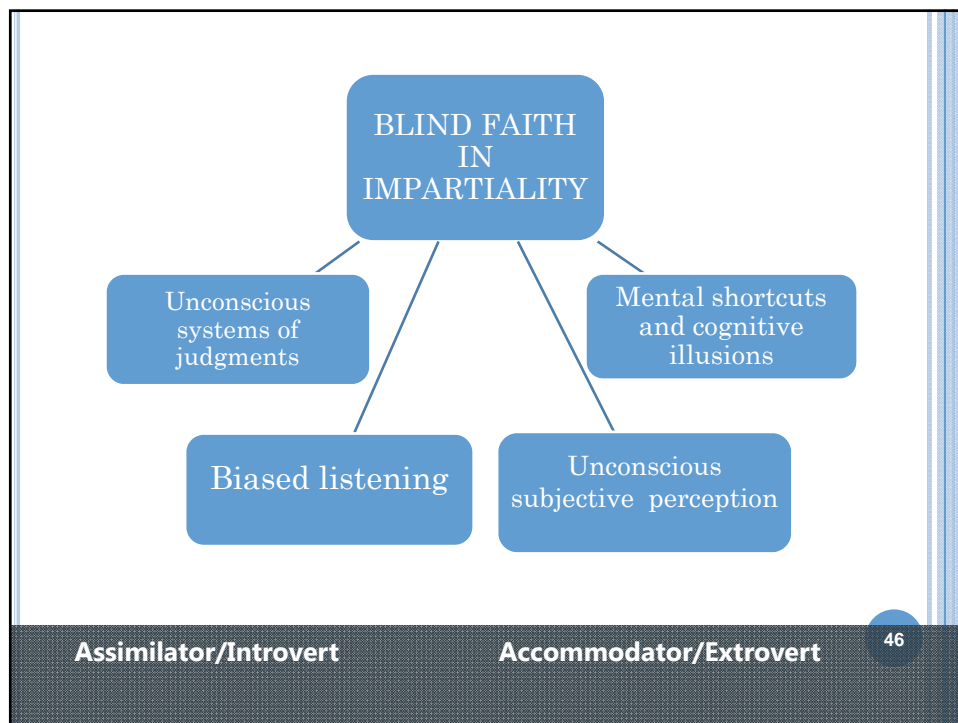 BLIND FAITH
IN
IMPARTIALITY
Unconscious
systems of
judgments
Mental shortcuts
and cognitive
illusions
Biased listening
Unconscious
subjective perception
Assimilator/Introvert
Accommodator/Extrovert
46